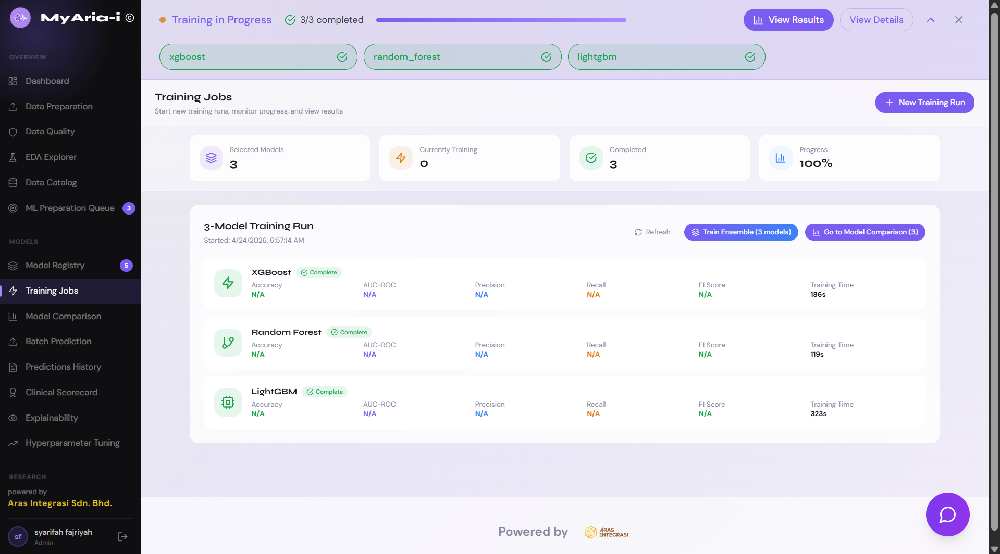 MyAria-i ©
OVERVIEW
Dashboard
Data Preparation
Data Quality
EDA Explorer
Data Catalog
ML Preparation Queue 3
MODELS
Model Registry 5
Training Jobs
Model Comparison
Batch Prediction
Predictions History
Clinical Scorecard
Explainability
Hyperparameter Tuning
RESEARCH
powered by
Aras Integrasi Sdn. Bhd.
sf
syarifah fajriyah
Admin
Training in Progress 3/3 completed View Results View Details
xgboost random_forest lightgbm
Training Jobs
Start new training runs, monitor progress, and view results
+ New Training Run
Selected Models
3
Currently Training
0
Completed
3
Progress
100%
3-Model Training Run
Started: 4/24/2026, 6:57:14 AM
Refresh Train Ensemble (3 models) Go to Model Comparison (3)
XGBoost Complete
Accuracy AUC-ROC Precision Recall F1 Score Training Time
N/A N/A N/A N/A N/A 186s
Random Forest Complete
Accuracy AUC-ROC Precision Recall F1 Score Training Time
N/A N/A N/A N/A N/A 119s
LightGBM Complete
Accuracy AUC-ROC Precision Recall F1 Score Training Time
N/A N/A N/A N/A N/A 323s
Powered by
ARAS
INTEGRASI